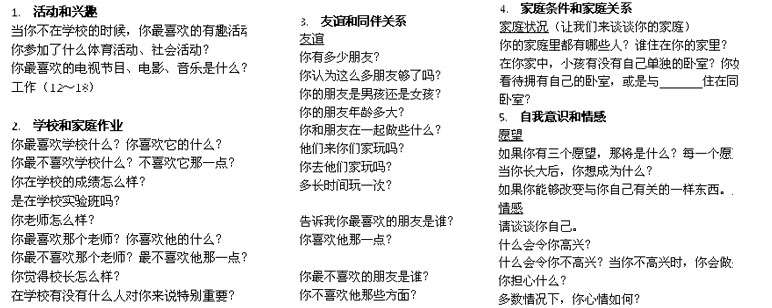 1. 活动和兴趣
当你不在学校的时候，你最喜欢的有趣活
你参加了什么体育活动、社会活动？
你最喜欢的电视节目、电影、音乐是什么？
工作（12～18）
2. 学校和家庭作业
你最喜欢学校什么？你喜欢它的什么？
你最不喜欢学校什么？不喜欢它那一点？
你在学校的成绩怎么样？
是在学校实验班吗？
你老师怎么样？
你最喜欢那个老师？你喜欢他的什么？
你最不喜欢那个老师？最不喜欢他那一点？
你觉得校长怎么样？
在学校有没有什么人对你来说特别重要？
3. 友谊和同伴关系
友谊
你有多少朋友？
你认为这么多朋友够了吗？
你的朋友是男孩还是女孩？
你的朋友年龄多大？
你和朋友在一起做些什么？
他们来你们家玩吗？
你去他们家玩吗？
多长时间玩一次？
告诉我你最喜欢的朋友是谁？
你喜欢他那一点？
你最不喜欢的朋友是谁？
你不喜欢他那些方面？
4. 家庭条件和家庭关系
家庭状况（让我们来谈谈你的家庭）
你的家庭里都有哪些人？谁住在你的家里？
在你家中，小孩有没有自己单独的卧室？你
看待拥有自己的卧室，或是与______住在同
卧室？
5. 自我意识和情感
愿望
如果你有三个愿望，那将是什么？每一个愿
当你长大后，你想成为什么？
如果你能够改变与你自己有关的一样东西。
情感
请谈谈你自己。
什么会令你高兴？
什么会令你不高兴？当你不高兴时，你会做
你担心什么？
多数情况下，你心情如何？